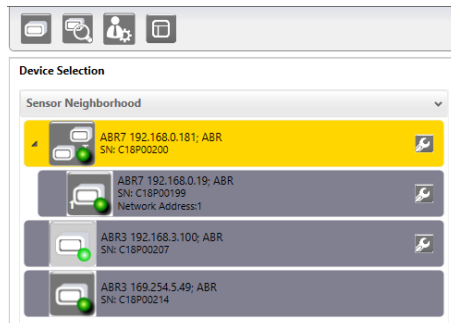 Device Selection
Sensor Neighborhood
ABR7 192.168.0.181; ABR
SN: C18P00200
ABR7 192.168.0.19; ABR
SN: C18P00199
Network Address:1
ABR3 192.168.3.100; ABR
SN: C18P00207
ABR3 169.254.5.49; ABR
SN: C18P00214